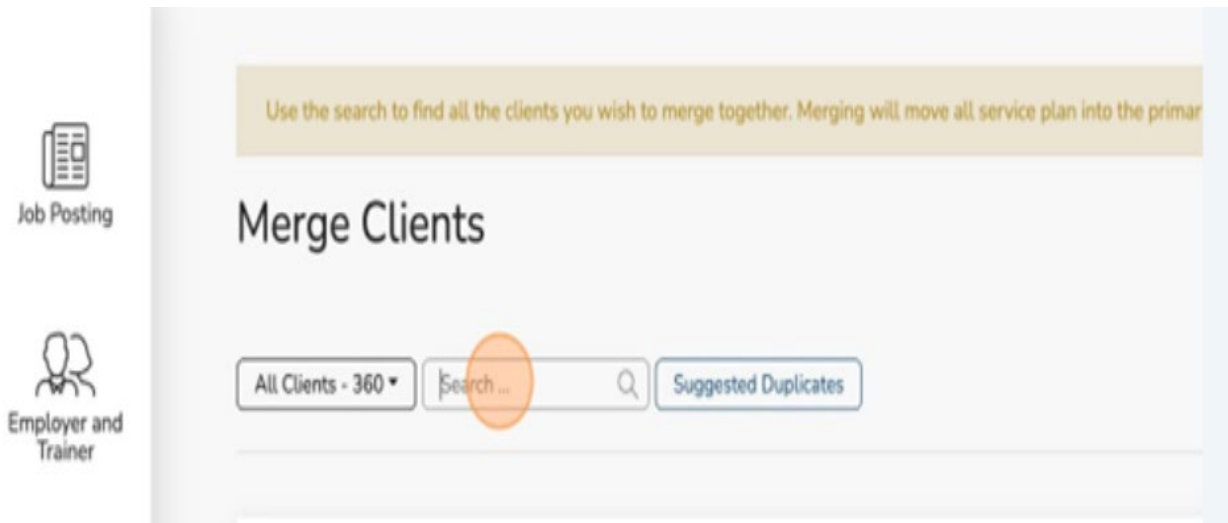 Use the search to find all the clients you wish to merge together. Merging will move all service plan into the primar
Job Posting
Merge Clients
All Clients - 360
Search ...
Suggested Duplicates
Employer and
Trainer